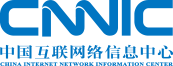 CNNIC
中国互联网络信息中心
CHINA INTERNET NETWORK INFORMATION CENTER